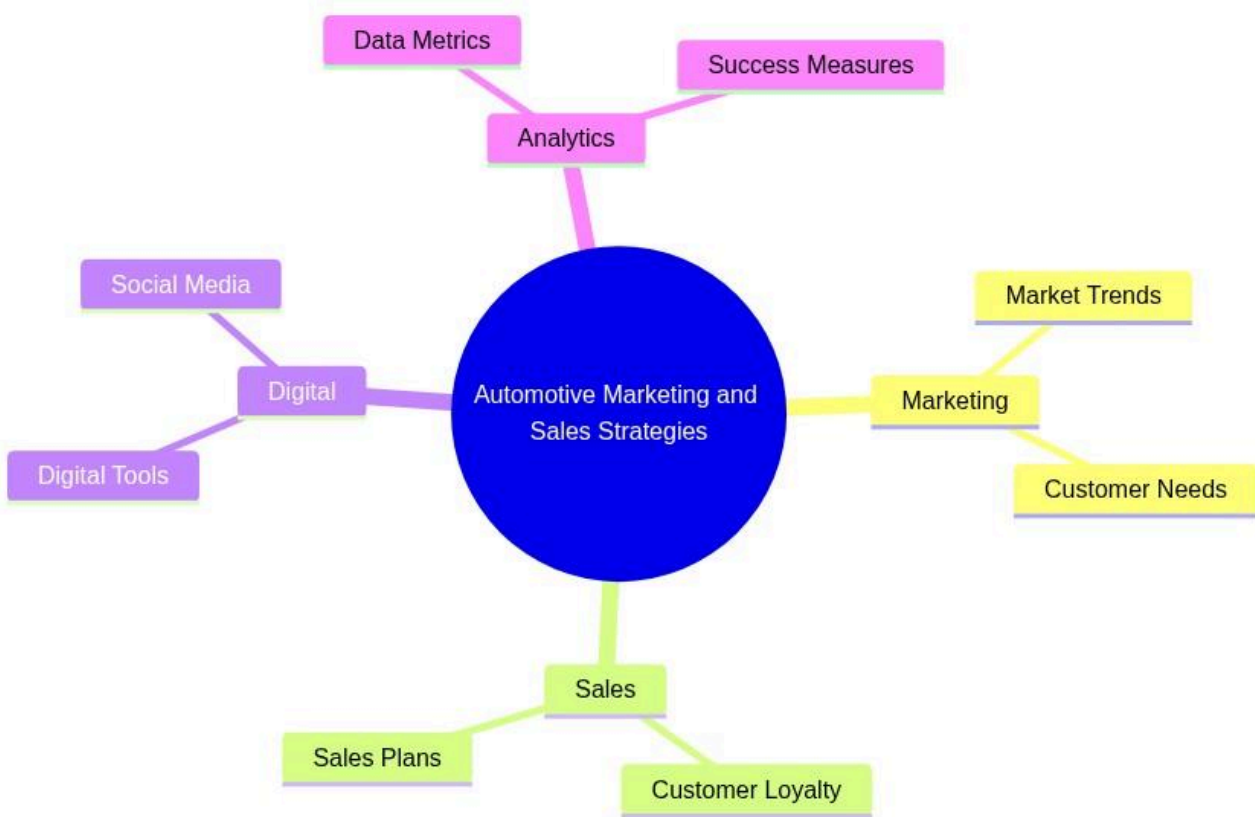 Data Metrics
Success Measures
Analytics
Social Media
Market Trends
Digital
Automotive Marketing and
Sales Strategies
Marketing
Digital Tools
Customer Needs
Sales
Sales Plans
Customer Loyalty